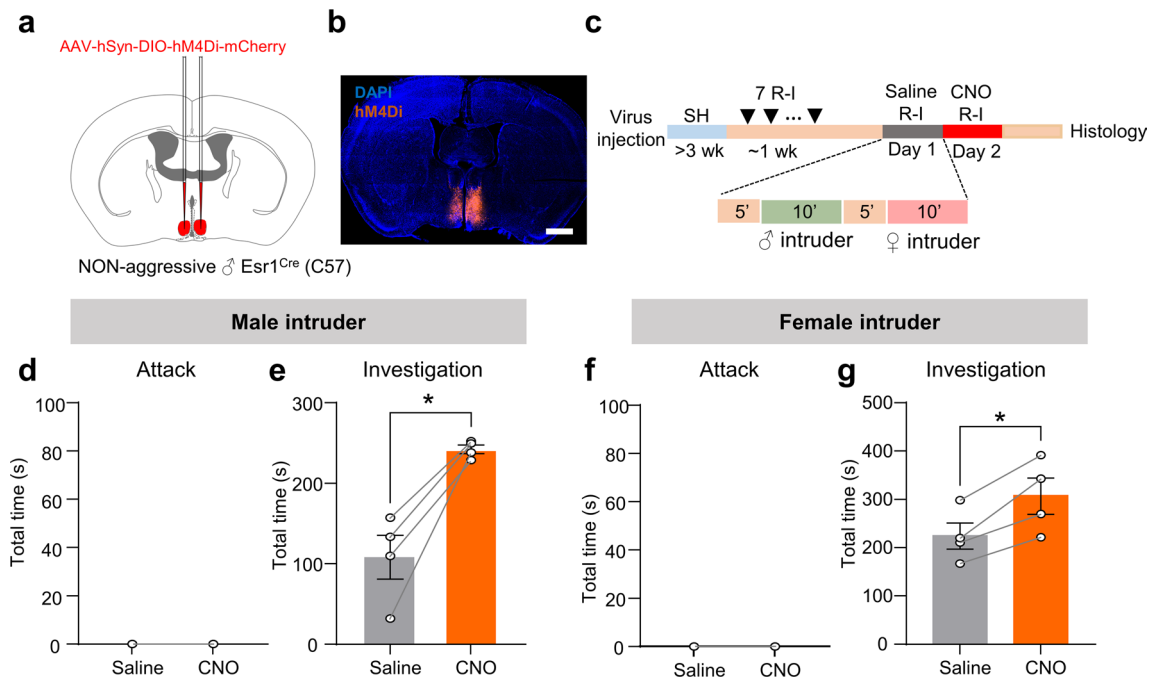 a
AAV-hSyn-DIO-hM4Di-mCherry
NON-aggressive ♂ Esr1Cre (C57)
b
DAPI
hM4Di
c
Virus
injection
SH
>3 wk
7 R-I
...
~1 wk
Saline
R-I
Day 1
CNO
R-I
Day 2
Histology
5’
10’
5’
10’
♂ intruder
♀ intruder
Male intruder
Female intruder
d
Attack
Total time (s)
100
80
60
40
20
0
Saline
CNO
e
Investigation
*
Total time (s)
300
200
100
0
Saline
CNO
f
Attack
Total time (s)
100
80
60
40
20
0
Saline
CNO
g
Investigation
*
Total time (s)
500
400
300
200
100
0
Saline
CNO